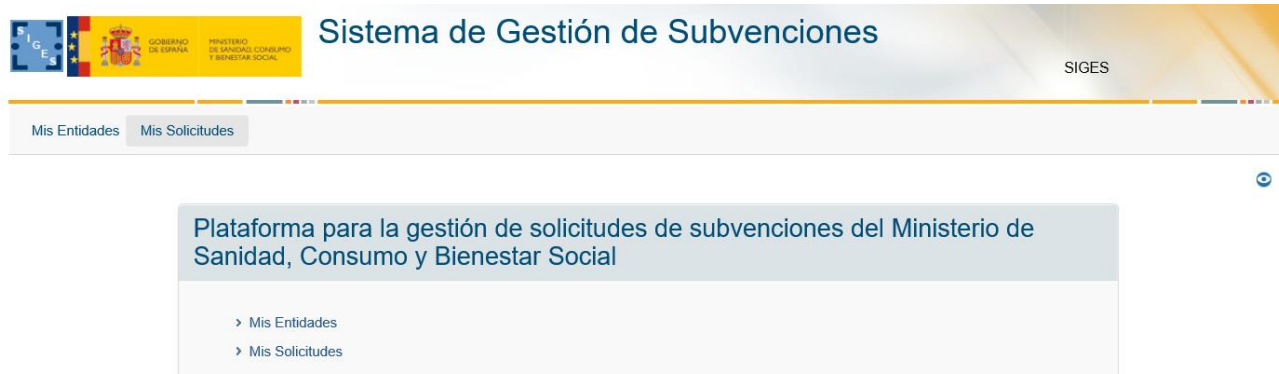 SIGES
GOBIERNO
DE ESPAÑA
MINISTERIO
DE SANIDAD, CONSUMO
Y BIENESTAR SOCIAL
Sistema de Gestión de Subvenciones
SIGES
Mis Entidades Mis Solicitudes
Plataforma para la gestión de solicitudes de subvenciones del Ministerio de
Sanidad, Consumo y Bienestar Social
Mis Entidades
Mis Solicitudes